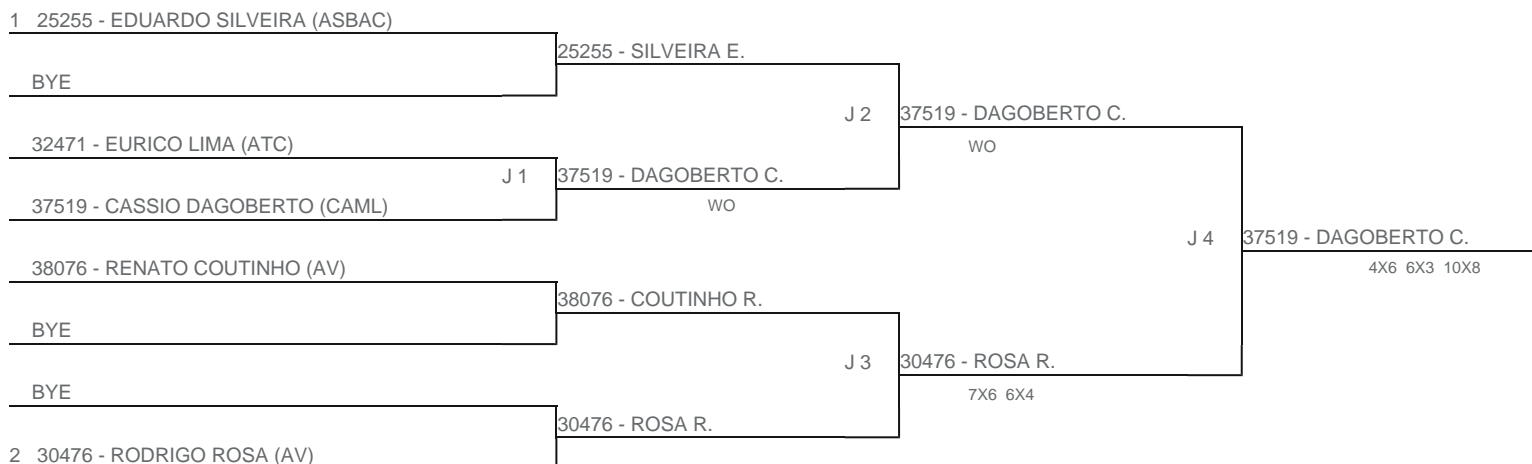 1 25255 - EDUARDO SILVEIRA (ASBAC)
25255 - SILVEIRA E.
BYE
J 2
37519 - DAGOBERTO C.
WO
32471 - EURICO LIMA (ATC)
J 1
37519 - DAGOBERTO C.
WO
37519 - CASSIO DAGOBERTO (CAML)
J 4
37519 - DAGOBERTO C.
4X6 6X3 10X8
38076 - RENATO COUTINHO (AV)
38076 - COUTINHO R.
BYE
J 3
30476 - ROSA R.
7X6 6X4
BYE
30476 - ROSA R.
2 30476 - RODRIGO ROSA (AV)